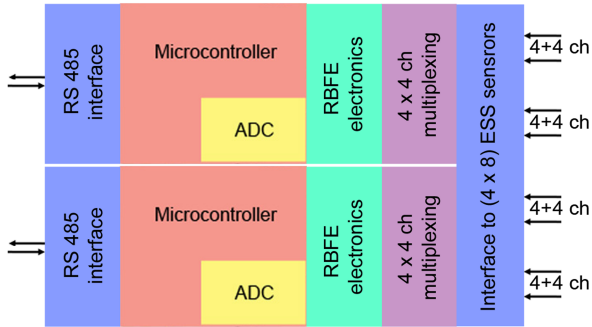 RS 485
interface
Microcontroller
ADC
RBFE
electronics
4 x 4 ch
multiplexing
Interface to (4 x 8) ESS sensrors
4+4 ch
4+4 ch
RS 485
interface
Microcontroller
ADC
RBFE
electronics
4 x 4 ch
multiplexing
4+4 ch
4+4 ch